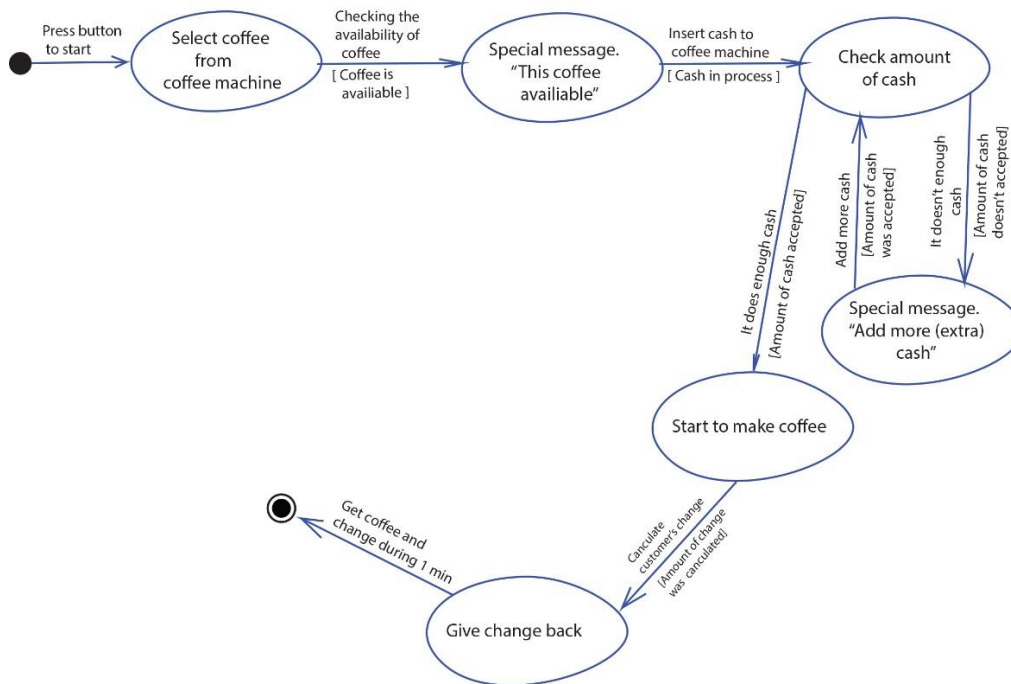 Press button
to start
Select coffee
from
coffee machine
Checking the
availability of
coffee
[ Coffee is
availiable ]
Special message.
"This coffee
availiable"
Insert cash to
coffee machine
[ Cash in process ]
Check amount
of cash
It does enough cash
[Amount of cash accepted]
Add more cash
[Amount of cash
was accepted]
It doesn't enough
cash
[Amount of cash
doesn't accepted]
Special message.
"Add more (extra)
cash"
Start to make coffee
Canculate
customer's change
[Amount of change
was canculated]
Give change back
Get coffee and
change during 1 min